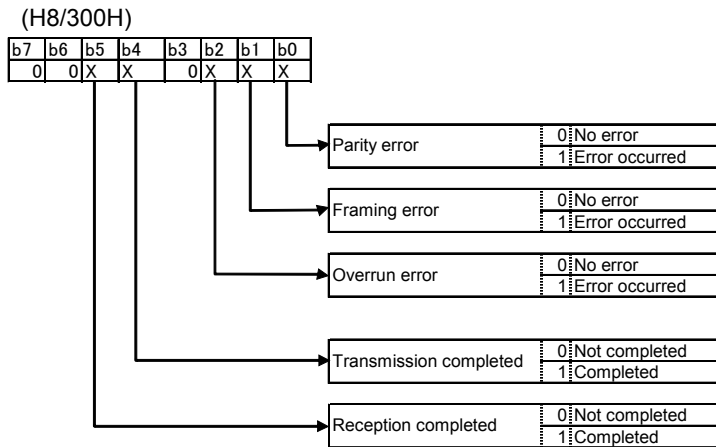 (H8/300H)
b7 b6 b5 b4 b3 b2 b1 b0
0 0 X X 0 X X X
Parity error
0 No error
1 Error occurred
Framing error
0 No error
1 Error occurred
Overrun error
0 No error
1 Error occurred
Transmission completed
0 Not completed
1 Completed
Reception completed
0 Not completed
1 Completed